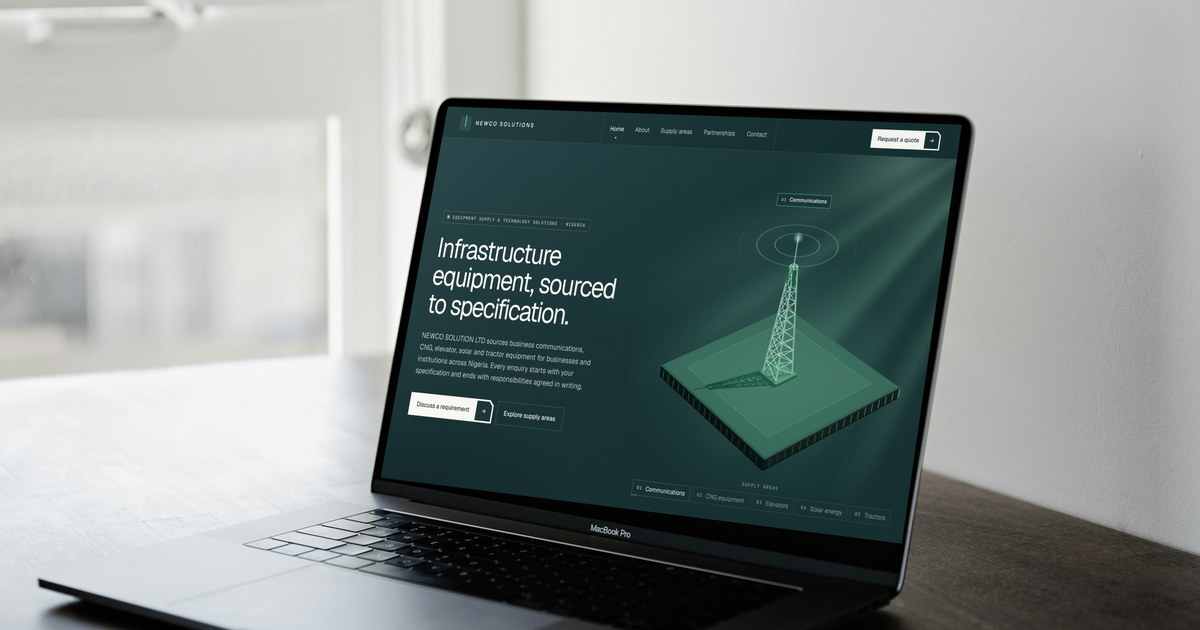 NEWCO SOLUTIONS
Home About Supply areas Partnerships Contact
Request a quote
01 Communications
EQUIPMENT SUPPLY & TECHNOLOGY SOLUTIONS · NIGERIA
Infrastructure
equipment, sourced
to specification.
NEWCO SOLUTION LTD sources business communications,
CNG, elevator, solar and tractor equipment for businesses and
institutions across Nigeria. Every enquiry starts with your
specification and ends with responsibilities agreed in writing.
Discuss a requirement
Explore supply areas
SUPPLY AREAS
01 Communications 02 CNG equipment 03 Elevators 04 Solar energy 05 Tractors
MacBook Pro